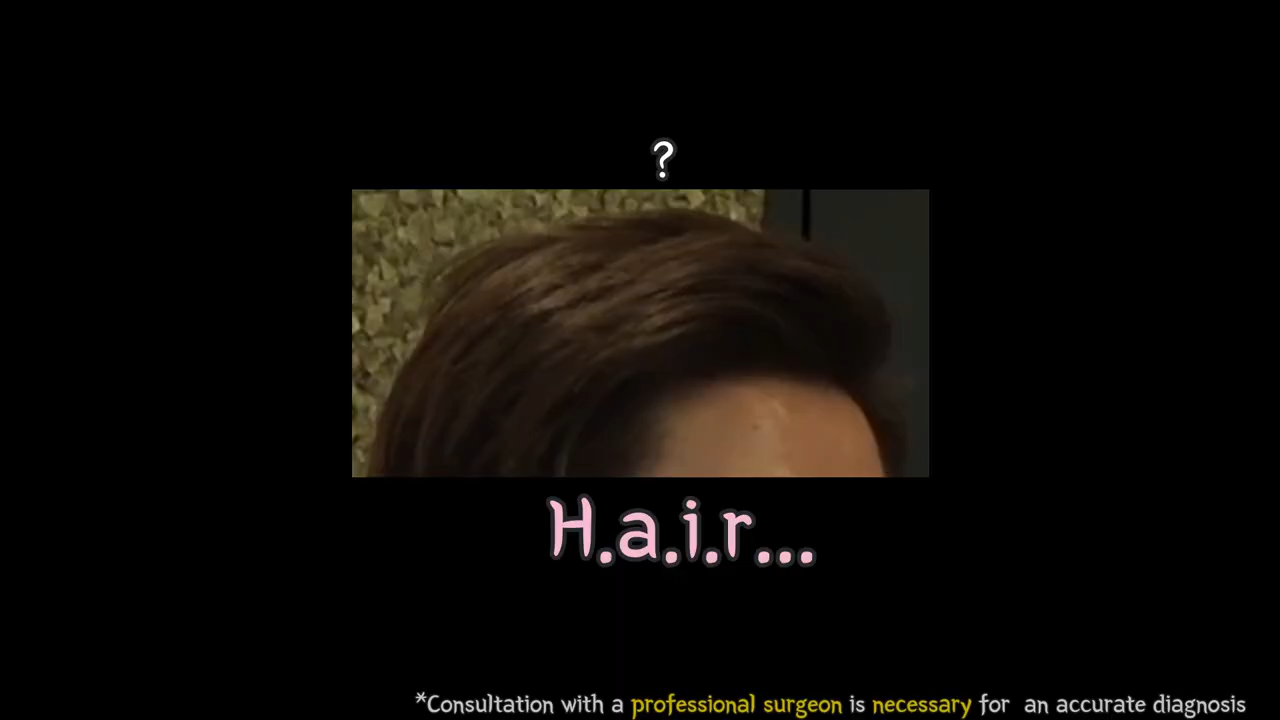 ?
H.a.i.r...
*Consultation with a professional surgeon is necessary for an accurate diagnosis